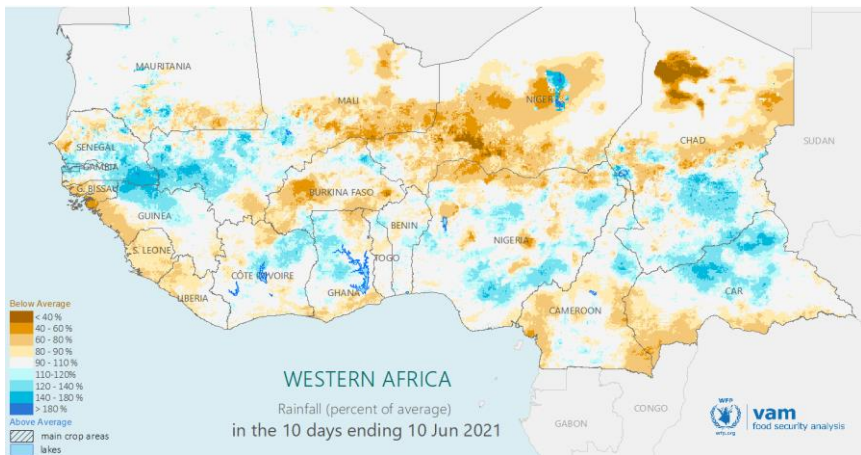 MAURITANIA
MALI
NIGER
CHAD
SUDAN
SENEGAL
GAMBIA
G. BISSAU
GUINEA
BURKINA FASO
BENIN
NIGERIA
S. LEONE
CÔTE D'IVOIRE
TOGO
GHANA
LIBERIA
CAMEROON
CAR
GABON
CONGO
Below Average
< 40 %
40 - 60 %
60 - 80 %
80 - 90 %
90 - 110 %
110-120%
120 - 140 %
140 - 180 %
> 180 %
Above Average
main crop areas
lakes
WESTERN AFRICA
Rainfall (percent of average)
in the 10 days ending 10 Jun 2021
WFP
wfp.org
vam
food security analysis